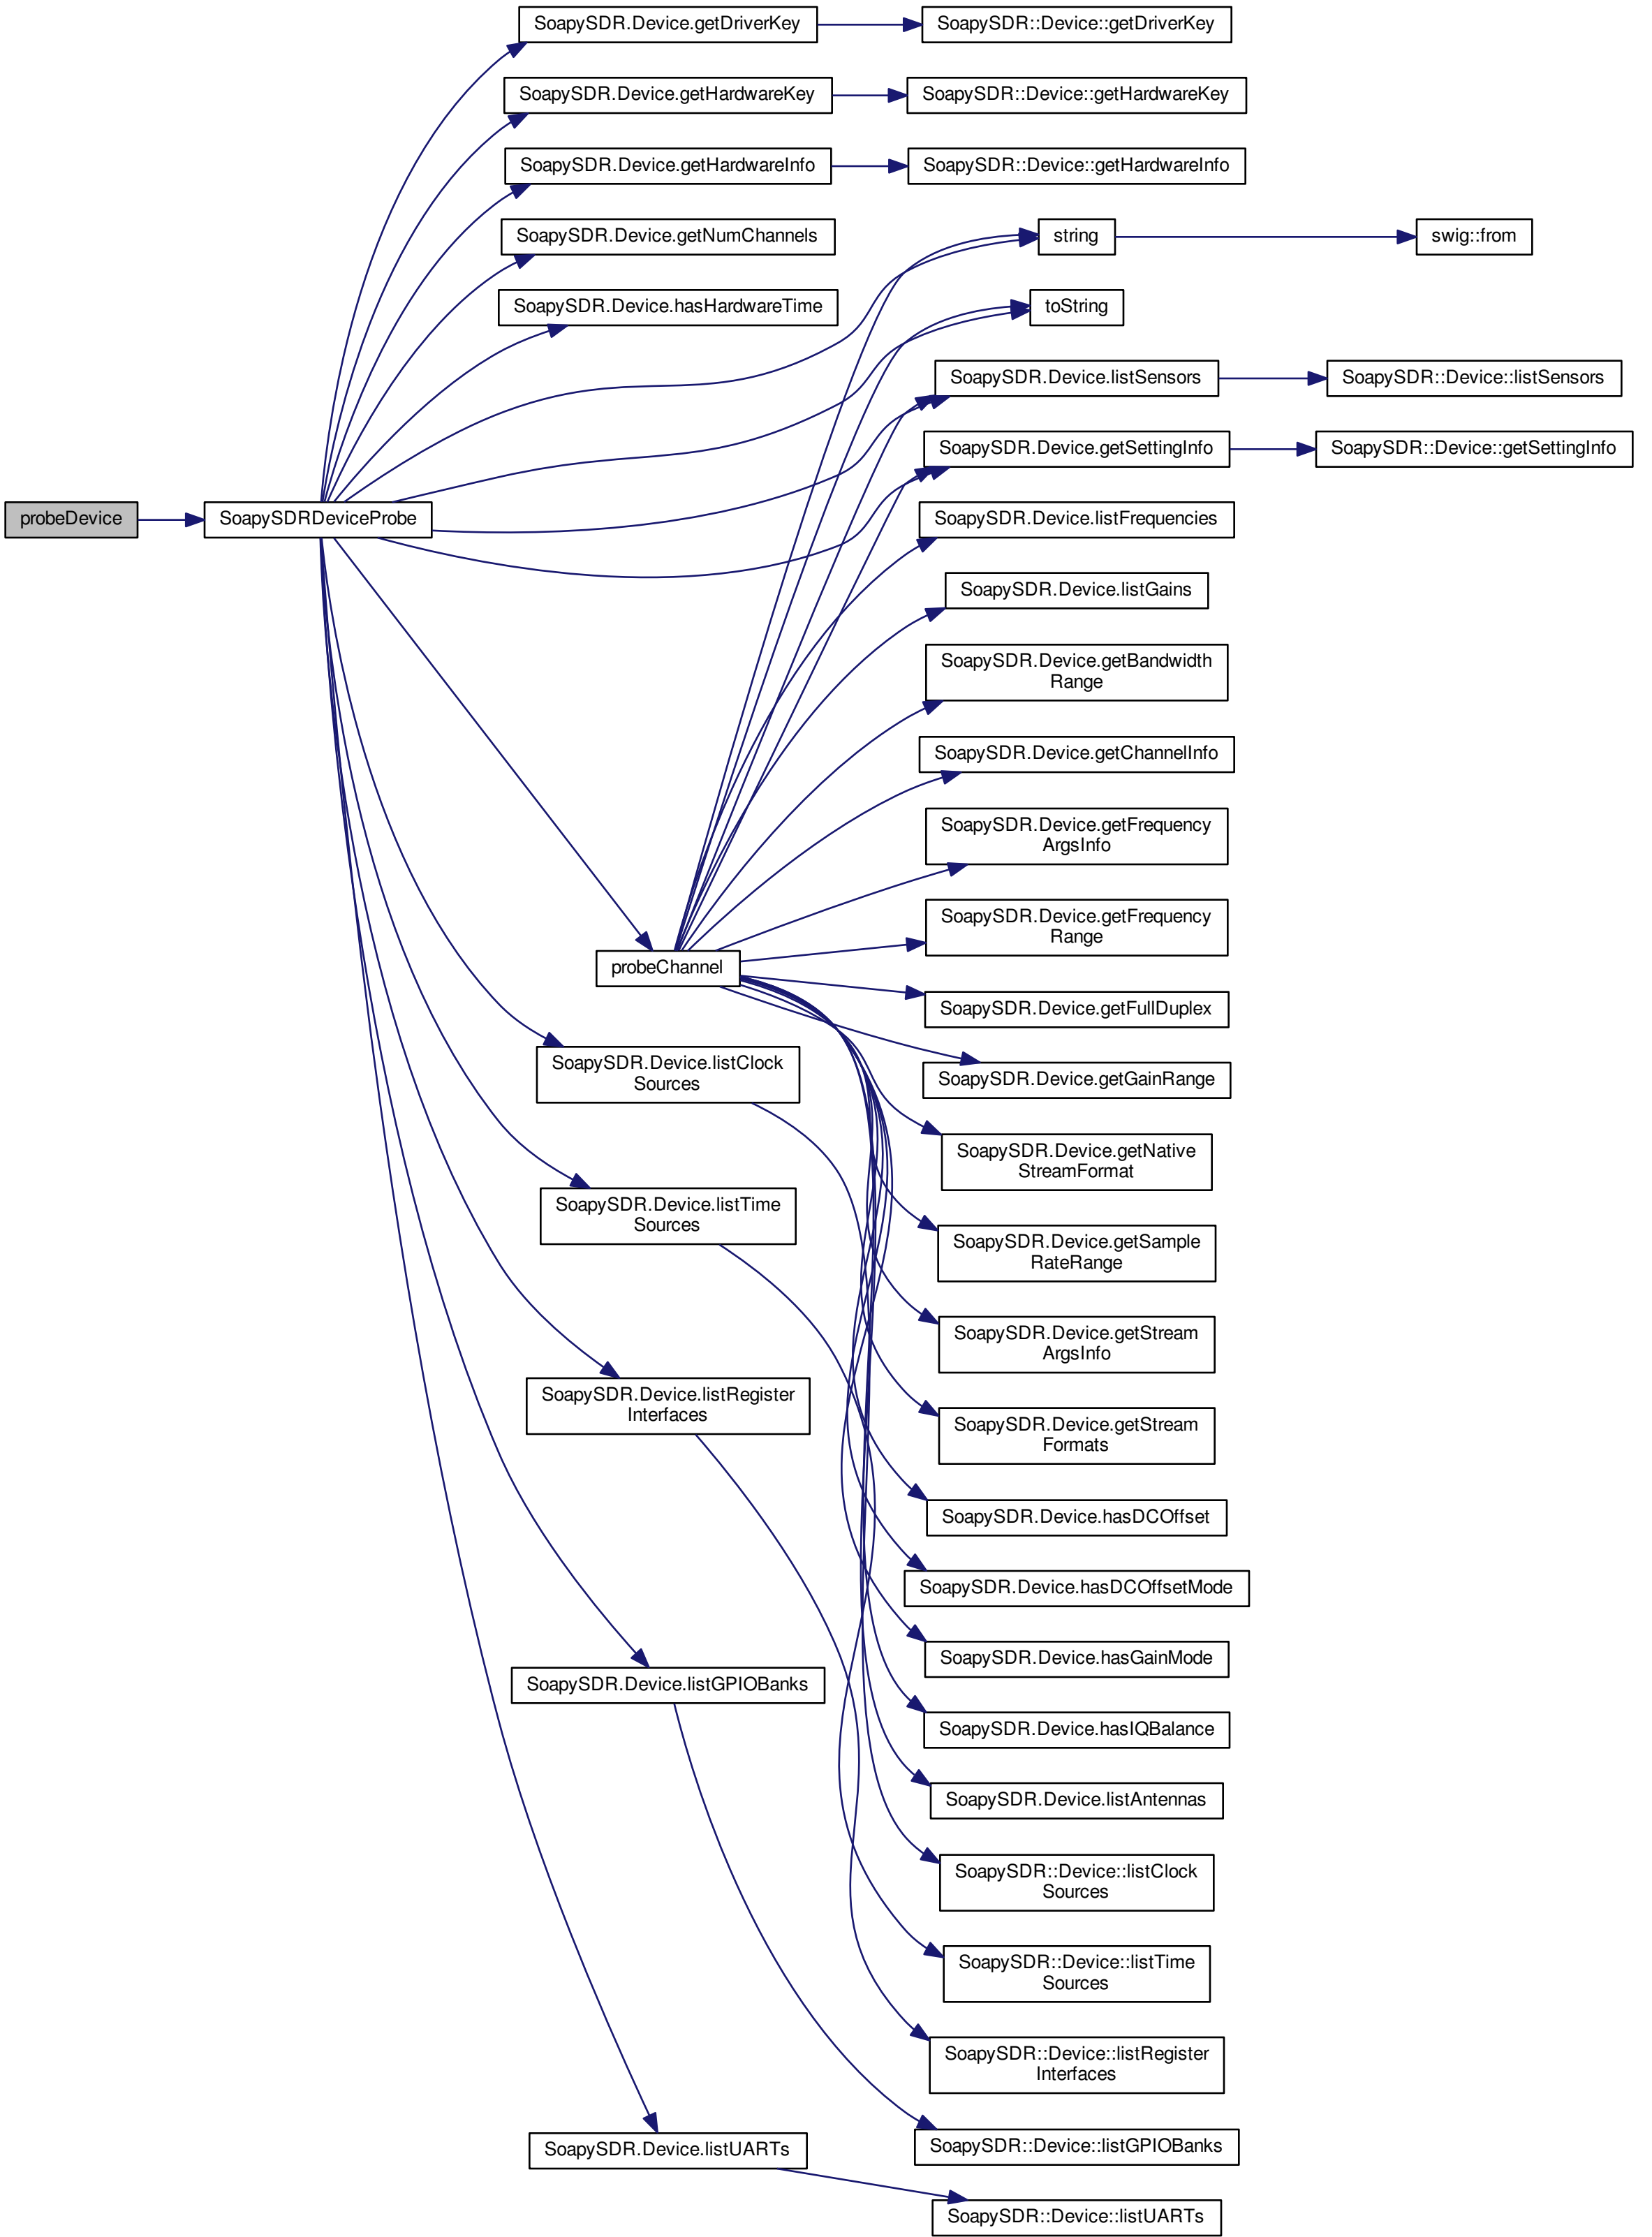 SoapySDR.Device.getDriverKey
SoapySDR::Device::getDriverKey
SoapySDR.Device.getHardwareKey
SoapySDR::Device::getHardwareKey
SoapySDR.Device.getHardwareInfo
SoapySDR::Device::getHardwareInfo
SoapySDR.Device.getNumChannels
string
swig::from
SoapySDR.Device.hasHardwareTime
toString
SoapySDR.Device.listSensors
SoapySDR::Device::listSensors
SoapySDR.Device.getSettingInfo
SoapySDR::Device::getSettingInfo
probeDevice
SoapySDRDeviceProbe
SoapySDR.Device.listFrequencies
SoapySDR.Device.listGains
SoapySDR.Device.getBandwidth
Range
SoapySDR.Device.getChannelInfo
SoapySDR.Device.getFrequency
ArgsInfo
SoapySDR.Device.getFrequency
Range
probeChannel
SoapySDR.Device.getFullDuplex
SoapySDR.Device.listClock
Sources
SoapySDR.Device.getGainRange
SoapySDR.Device.getNative
StreamFormat
SoapySDR.Device.listTime
Sources
SoapySDR.Device.getSample
RateRange
SoapySDR.Device.getStream
ArgsInfo
SoapySDR.Device.listRegister
Interfaces
SoapySDR.Device.getStream
Formats
SoapySDR.Device.hasDCOffset
SoapySDR.Device.hasDCOffsetMode
SoapySDR.Device.hasGainMode
SoapySDR.Device.listGPIOBanks
SoapySDR.Device.hasIQBalance
SoapySDR.Device.listAntennas
SoapySDR::Device::listClock
Sources
SoapySDR::Device::listTime
Sources
SoapySDR::Device::listRegister
Interfaces
SoapySDR.Device.listUARTs
SoapySDR::Device::listGPIOBanks
SoapySDR::Device::listUARTs